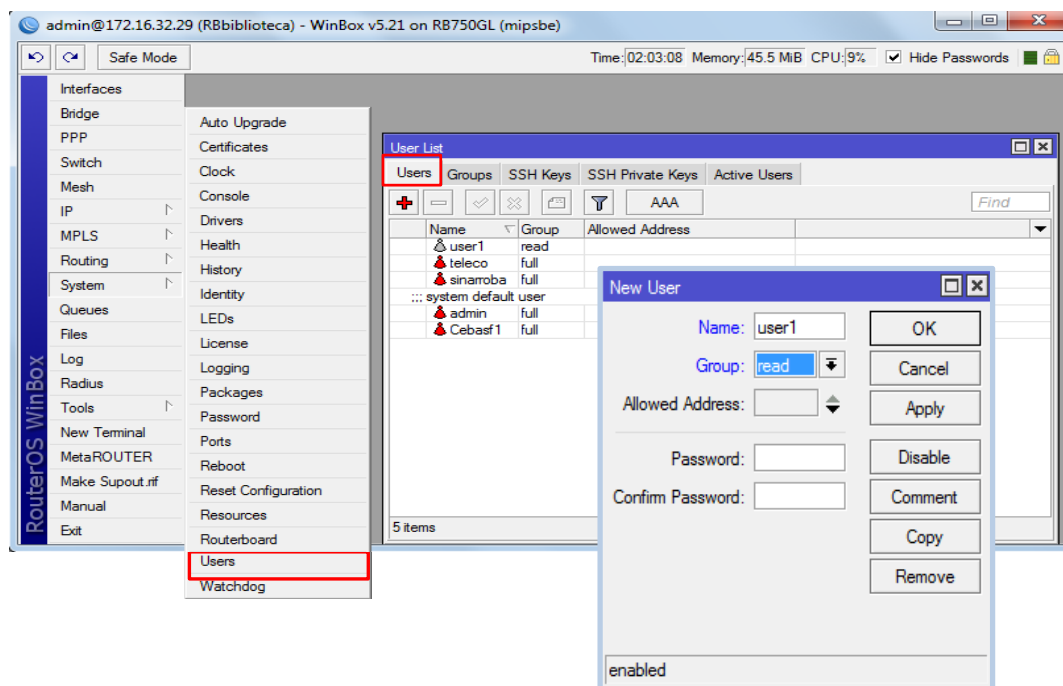 admin@172.16.32.29 (RBbiblioteca) - WinBox v5.21 on RB750GL (mipsbe)
Safe Mode
Time: 02:03:08 Memory: 45.5 MiB CPU: 9% Hide Passwords
RouterOS WinBox
Interfaces
Bridge
PPP
Switch
Mesh
IP
MPLS
Routing
System
Queues
Files
Log
Radius
Tools
New Terminal
MetaROUTER
Make Supout.rif
Manual
Exit
Auto Upgrade
Certificates
Clock
Console
Drivers
Health
History
Identity
LEDs
License
Logging
Packages
Password
Ports
Reboot
Reset Configuration
Resources
Routerboard
Users
Watchdog
User List
Users Groups SSH Keys SSH Private Keys Active Users
AAA Find
Name Group Allowed Address
user1 read
teleco full
sinarroba full
;;; system default user
admin full
Cebasf1 full
5 items
New User
Name: user1 OK
Group: read Cancel
Allowed Address: Apply
Password: Disable
Confirm Password: Comment
Copy
Remove
enabled